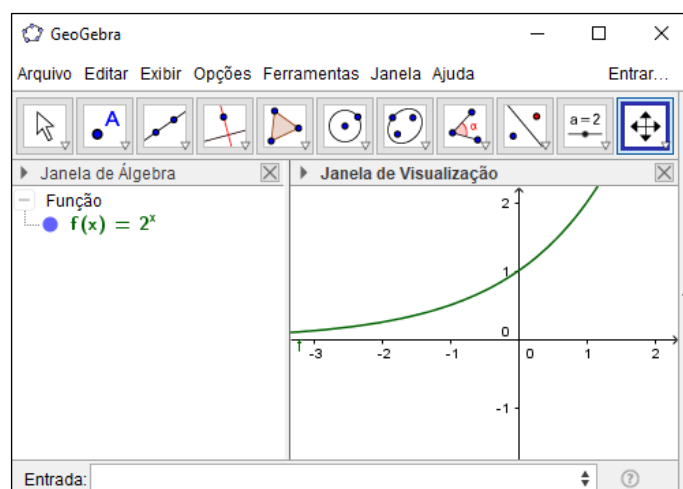 GeoGebra
Arquivo Editar Exibir Opções Ferramentas Janela Ajuda Entrar...
A α a=2
Janela de Álgebra Janela de Visualização
Função
f(x) = 2ˣ
2
1
0
-3 -2 -1 0 1 2
-1
Entrada: